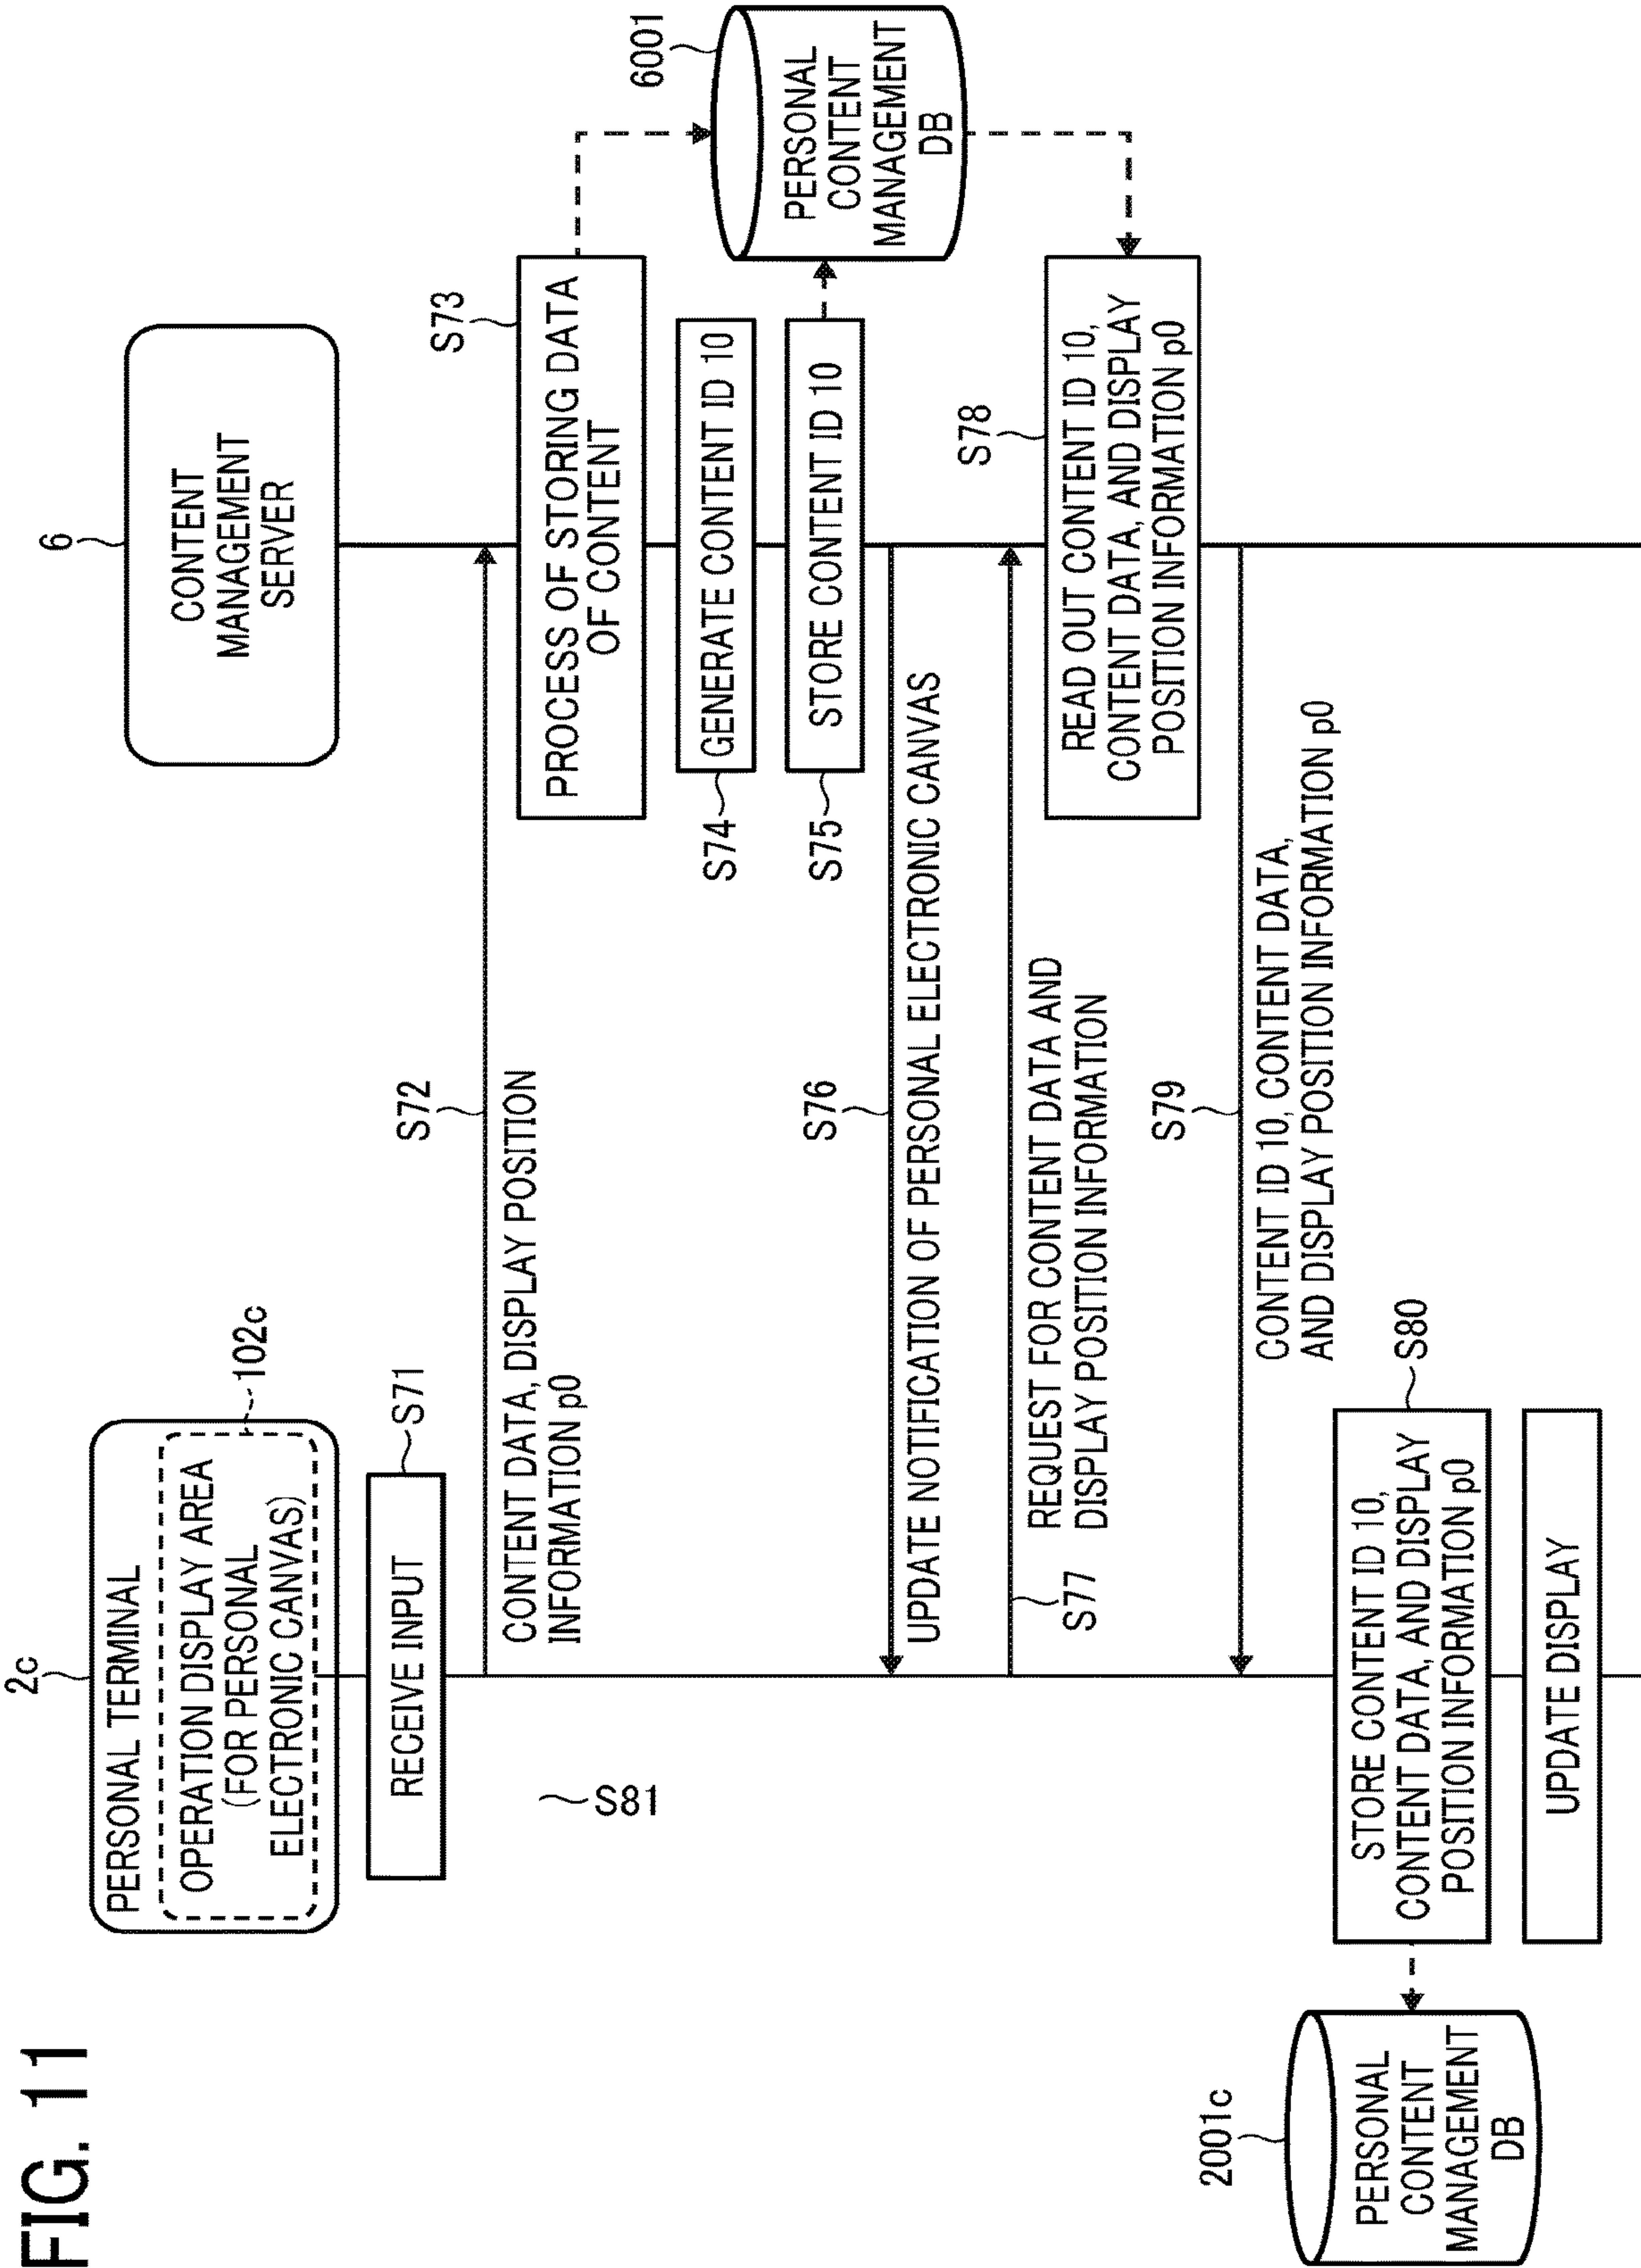 FIG. 11
2c
PERSONAL TERMINAL
OPERATION DISPLAY AREA
(FOR PERSONAL
ELECTRONIC CANVAS)
102c
6
CONTENT
MANAGEMENT
SERVER
RECEIVE INPUT
S71
S72
CONTENT DATA, DISPLAY POSITION
INFORMATION p0
S81
S73
PROCESS OF STORING DATA
OF CONTENT
6001
PERSONAL
CONTENT
MANAGEMENT
DB
S74
GENERATE CONTENT ID 10
S75
STORE CONTENT ID 10
S76
UPDATE NOTIFICATION OF PERSONAL ELECTRONIC CANVAS
S77
REQUEST FOR CONTENT DATA AND
DISPLAY POSITION INFORMATION
S78
READ OUT CONTENT ID 10,
CONTENT DATA, AND DISPLAY
POSITION INFORMATION p0
S79
CONTENT ID 10, CONTENT DATA,
AND DISPLAY POSITION INFORMATION p0
S80
STORE CONTENT ID 10,
CONTENT DATA, AND DISPLAY
POSITION INFORMATION p0
2001c
PERSONAL
CONTENT
MANAGEMENT
DB
UPDATE DISPLAY